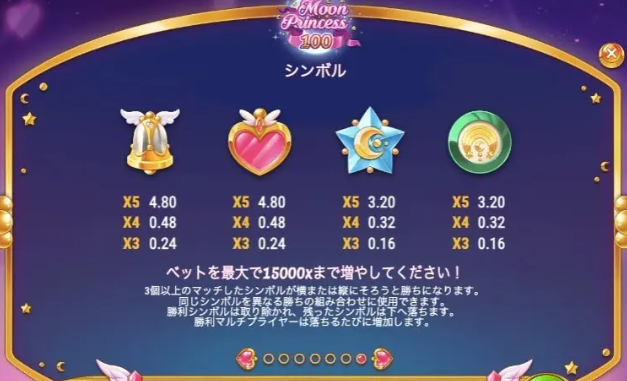 Moon
Princess
100
シンボル
X5 4.80 X5 4.80 X5 3.20 X5 3.20
X4 0.48 X4 0.48 X4 0.32 X4 0.32
X3 0.24 X3 0.24 X3 0.16 X3 0.16
ベットを最大で15000xまで増やしてください！
3個以上のマッチしたシンボルが横または縦にそろうと勝ちになります。
同じシンボルを異なる勝ちの組み合わせに使用できます。
勝利シンボルは取り除かれ、残ったシンボルは下へ落ちます。
勝利マルチプライヤーは落ちるたびに増加します。